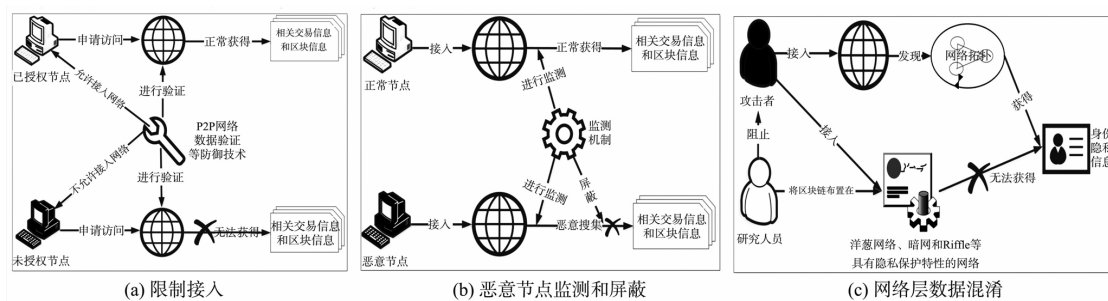 已授权节点
申请访问
正常获得
相关交易信息
和区块信息
允许接入网络
进行验证
P2P网络
数据验证
等防御技术
不允许接入网络
进行验证
未授权节点
申请访问
无法获得
相关交易信息
和区块信息
(a) 限制接入
正常节点
接入
正常获得
相关交易信息
和区块信息
进行监测
监测
机制
进行监测
屏蔽
恶意节点
接入
恶意搜集
相关交易信息
和区块信息
(b) 恶意节点监测和屏蔽
攻击者
接入
发现
网络拓扑
获得
阻止
接入
身份
隐私
信息
无法获得
研究人员
将区块链布置在
洋葱网络、暗网和Riffle等
具有隐私保护特性的网络
(c) 网络层数据混淆